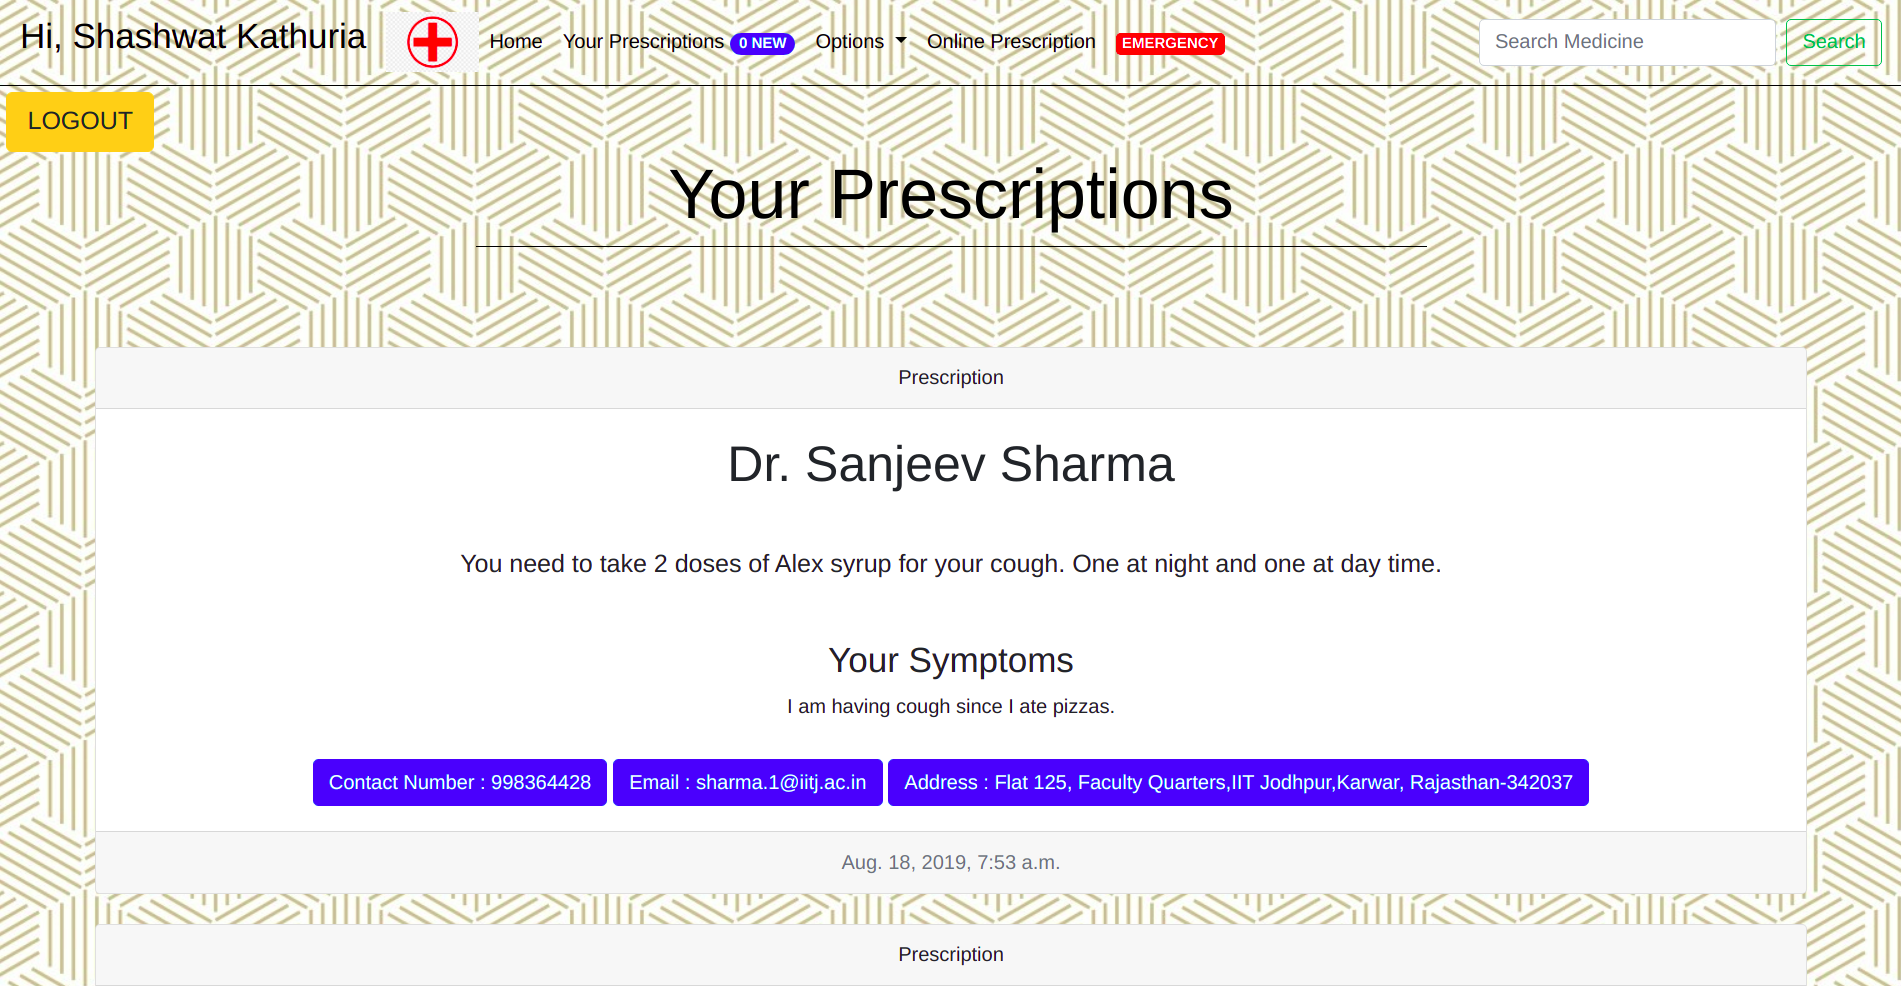 Hi, Shashwat Kathuria Home Your Prescriptions 0 NEW Options Online Prescription EMERGENCY Search Medicine Search
LOGOUT
Your Prescriptions
Prescription
Dr. Sanjeev Sharma
You need to take 2 doses of Alex syrup for your cough. One at night and one at day time.
Your Symptoms
I am having cough since I ate pizzas.
Contact Number : 998364428 Email : sharma.1@iitj.ac.in Address : Flat 125, Faculty Quarters,IIT Jodhpur,Karwar, Rajasthan-342037
Aug. 18, 2019, 7:53 a.m.
Prescription